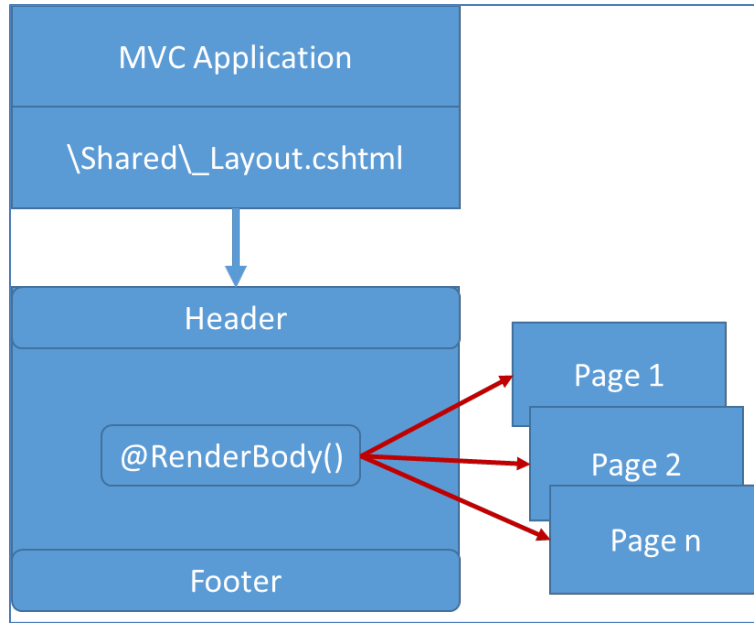 MVC Application
\Shared\_Layout.cshtml
Header
@RenderBody()
Footer
Page 1
Page 2
Page n